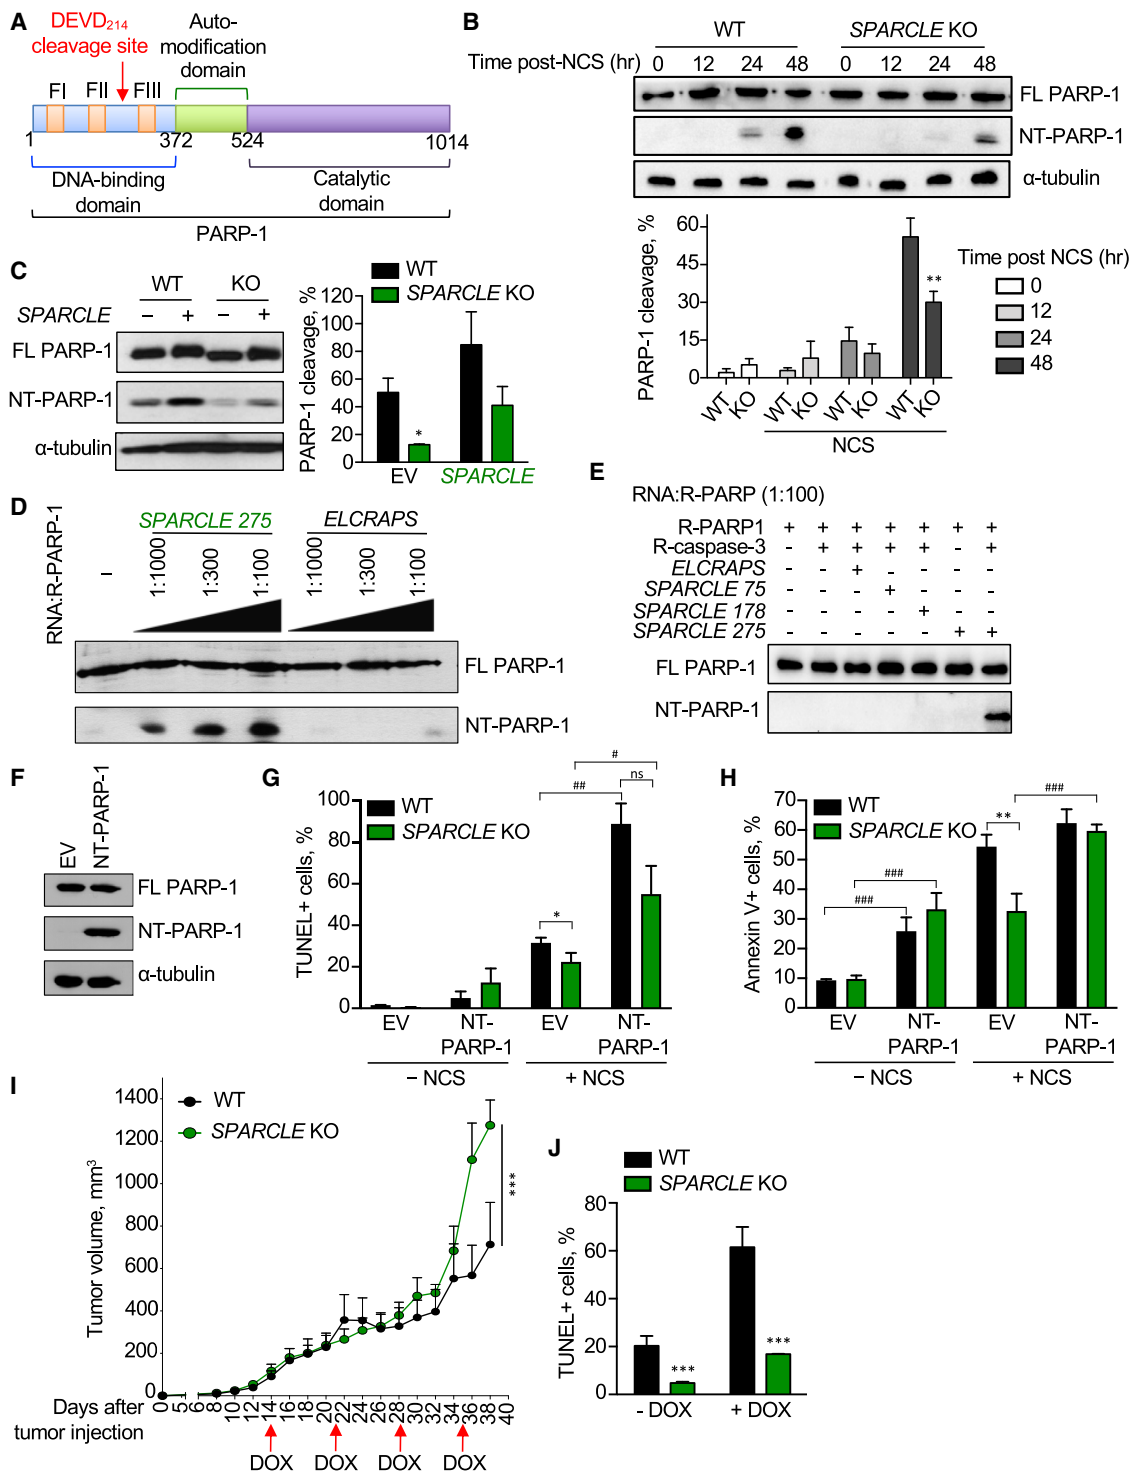 A
DEVD214
cleavage site
Auto-
modification
domain
FI FII FIII
1 372 524 1014
DNA-binding
domain
Catalytic
domain
PARP-1
B
WT SPARCLE KO
Time post-NCS (hr) 0 12 24 48 0 12 24 48
FL PARP-1
NT-PARP-1
α-tubulin
PARP-1 cleavage, %
60
45
30
15
0
**
WT KO WT KO WT KO WT KO
NCS
Time post NCS (hr)
0
12
24
48
C
WT KO
SPARCLE – + – +
FL PARP-1
NT-PARP-1
α-tubulin
WT
SPARCLE KO
PARP-1 cleavage, %
120
100
80
60
40
20
0
*
EV SPARCLE
D
RNA:R-PARP-1
SPARCLE 275 ELCRAPS
– 1:1000 1:300 1:100 1:1000 1:300 1:100
FL PARP-1
NT-PARP-1
E
RNA:R-PARP (1:100)
R-PARP1 + + + + + + +
R-caspase-3 - + + + + - +
ELCRAPS - - + - - - -
SPARCLE 75 - - - + - - -
SPARCLE 178 - - - - + - -
SPARCLE 275 - - - - - + +
FL PARP-1
NT-PARP-1
F
EV NT-PARP-1
FL PARP-1
NT-PARP-1
α-tubulin
G
WT
SPARCLE KO
TUNEL+ cells, %
100
80
60
40
20
0
* ## ns #
EV NT-PARP-1 EV NT-PARP-1
– NCS + NCS
H
WT
SPARCLE KO
Annexin V+ cells, %
70
60
50
40
30
20
10
0
### ### ** ###
EV NT-PARP-1 EV NT-PARP-1
– NCS + NCS
I
WT
SPARCLE KO
Tumor volume, mm3
1400
1200
1000
800
600
400
200
0
***
Days after
tumor injection
0 5 6 8 10 12 14 16 18 20 22 24 26 28 30 32 34 36 38 40
DOX DOX DOX DOX
J
WT
SPARCLE KO
TUNEL+ cells, %
80
60
40
20
0
*** ***
- DOX + DOX